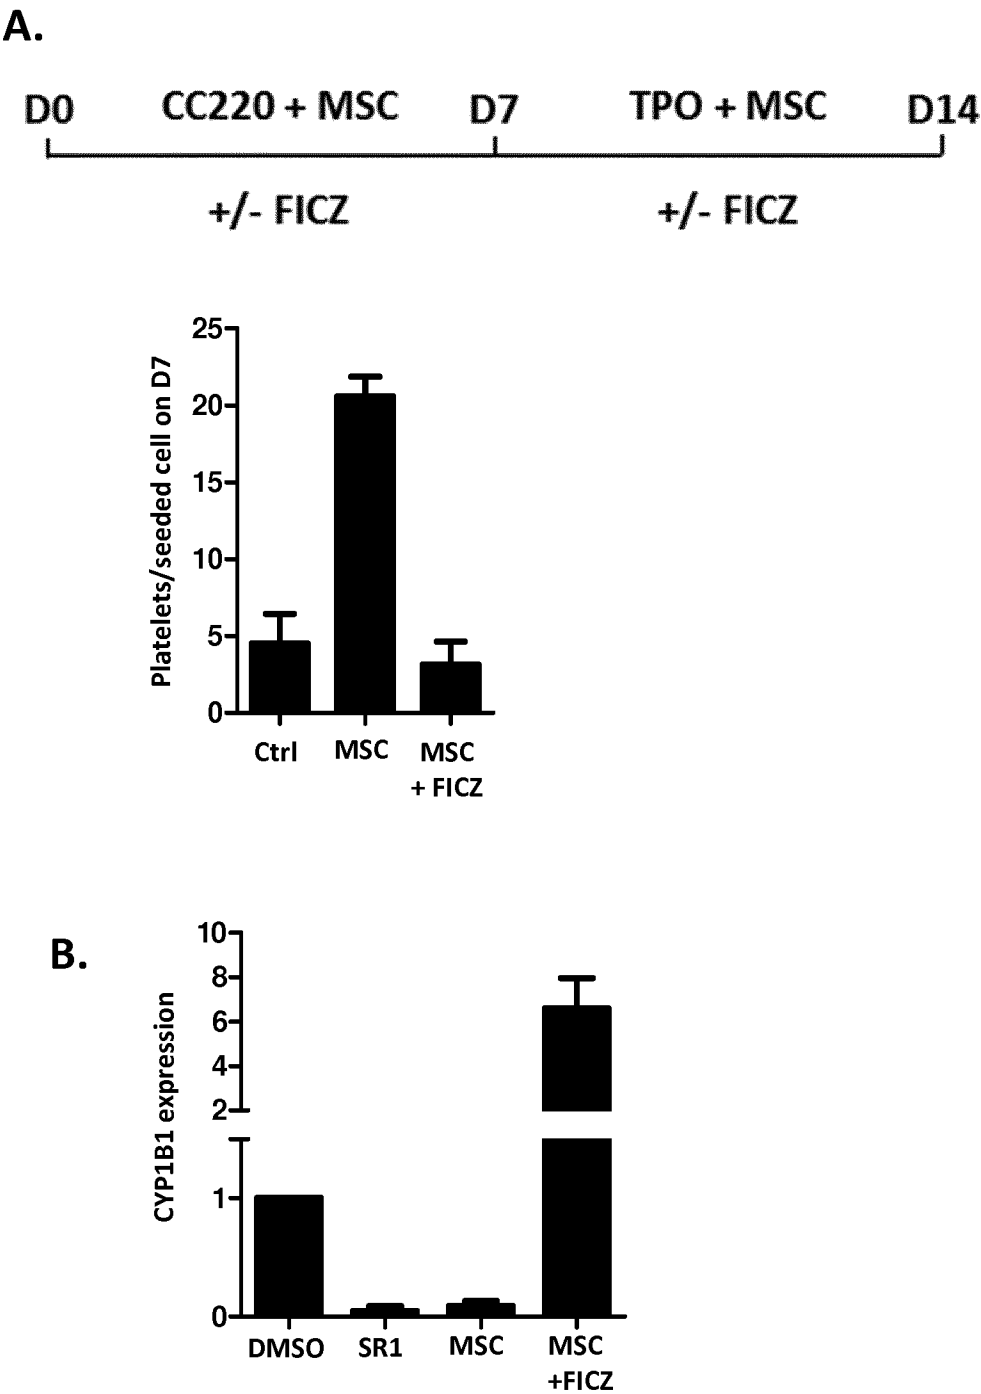 A.
D0 CC220 + MSC D7 TPO + MSC D14
+/- FICZ +/- FICZ
Platelets/seeded cell on D7
25
20
15
10
5
0
Ctrl MSC MSC
+ FICZ
B.
CYP1B1 expression
10
8
6
4
2
1
0
DMSO SR1 MSC MSC
+FICZ